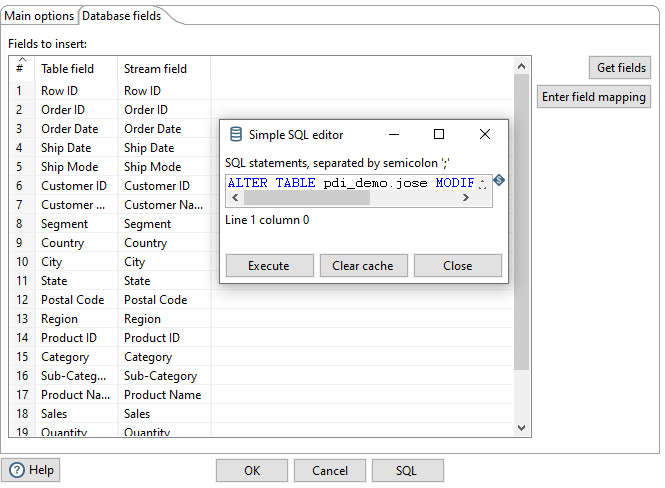 Main options Database fields
Fields to insert:
# Table field Stream field
Get fields
1 Row ID Row ID
Enter field mapping
2 Order ID Order ID
3 Order Date Order Date
Simple SQL editor
4 Ship Date Ship Date
5 Ship Mode Ship Mode
SQL statements, separated by semicolon ';'
6 Customer ID Customer ID
ALTER TABLE pdi_demo.jose MODIF
7 Customer ... Customer Na...
8 Segment Segment
Line 1 column 0
9 Country Country
10 City City
Execute Clear cache Close
11 State State
12 Postal Code Postal Code
13 Region Region
14 Product ID Product ID
15 Category Category
16 Sub-Categ... Sub-Category
17 Product Na... Product Name
18 Sales Sales
19 Quantity Quantity
Help OK Cancel SQL